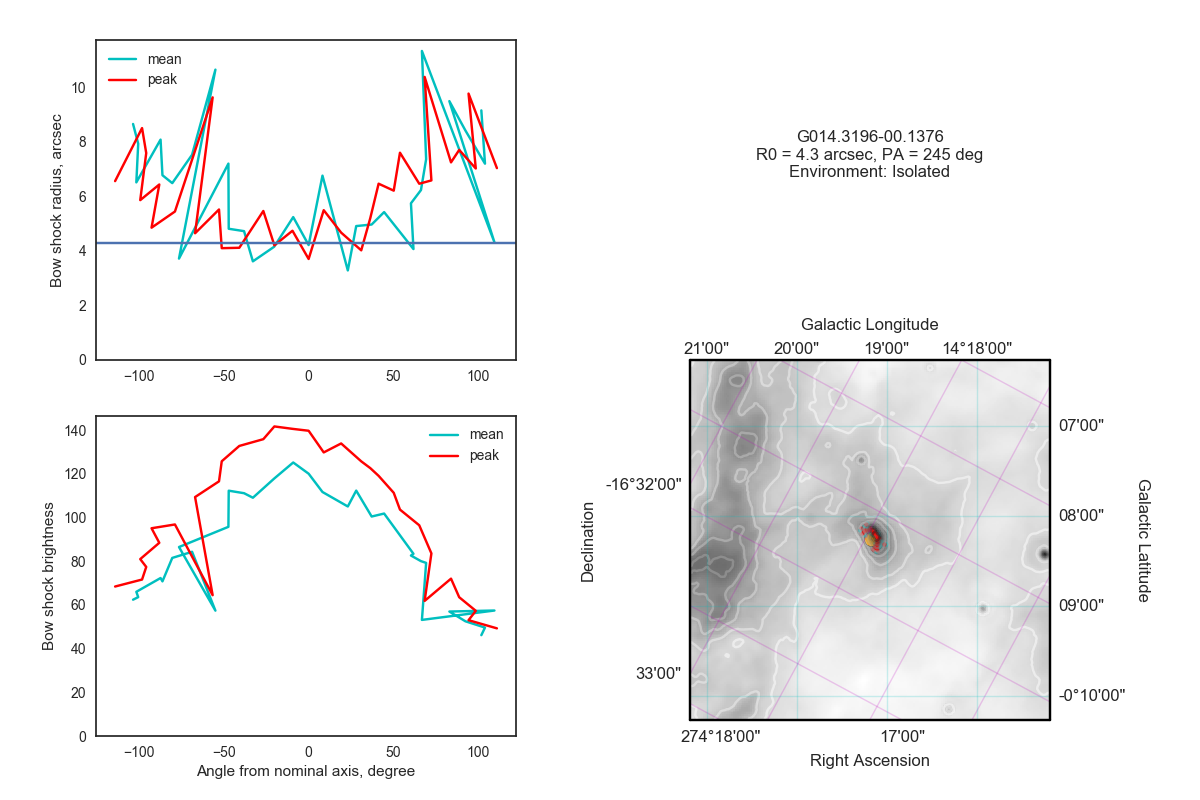 mean
peak
Bow shock radius, arcsec
10
8
6
4
2
0
−100
−50
0
50
100
G014.3196-00.1376
R0 = 4.3 arcsec, PA = 245 deg
Environment: Isolated
mean
peak
Bow shock brightness
140
120
100
80
60
40
20
0
−100
−50
0
50
100
Angle from nominal axis, degree
Galactic Longitude
21'00"
20'00"
19'00"
14°18'00"
07'00"
08'00"
09'00"
-0°10'00"
Galactic Latitude
Declination
-16°32'00"
33'00"
274°18'00"
17'00"
Right Ascension